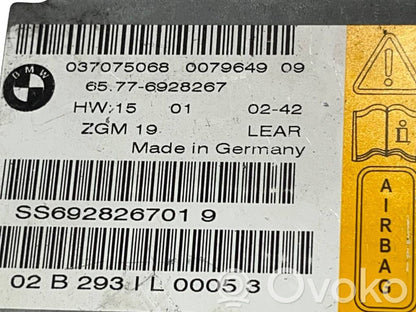 BMW
037075068 0079649 09
65.77-6928267
HW:15 01 02-42
ZGM 19 LEAR
Made in Germany
SS692826701 9
02 B 293 I L 0005 3
AIRBAG
ovoko